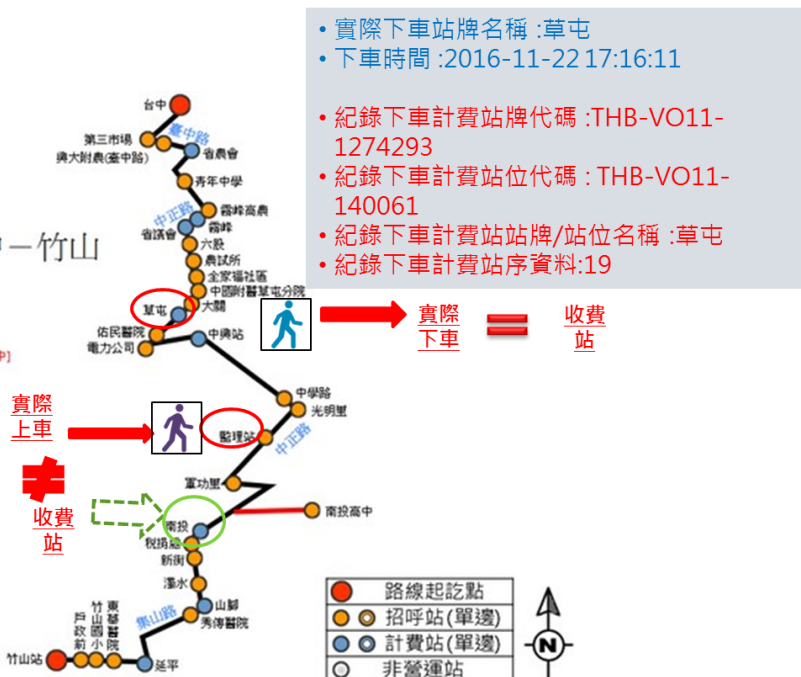 • 實際下車站牌名稱 :草屯
• 下車時間 :2016-11-22 17:16:11
• 紀錄下車計費站牌代碼 :THB-VO11-
1274293
• 紀錄下車計費站位代碼 : THB-VO11-
140061
• 紀錄下車計費站站牌/站位名稱 :草屯
• 紀錄下車計費站序資料:19
－竹山
台中
第三市場
臺中路
興大附農(臺中路)
省農會
青年中學
霧峰高農
中正路
霧峰
省議會
六股
農試所
全家福社區
中國附醫草屯分院
草屯
大關
佑民醫院
中興站
電力公司
實際
下車
收費
站
中學路
光明里
實際
上車
監理站
中正路
軍功里
收費
站
南投
南投高中
稅捐處
新街
瀑水
山腳
集山路
秀傳醫院
東華醫院
竹山國小
戶政前
竹山站
延平
路線起訖點
招呼站(單邊)
計費站(單邊)
非營運站
N